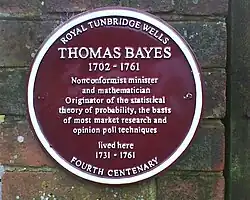 ROYAL TUNBRIDGE WELLS
THOMAS BAYES
1702 - 1761
Nonconformist minister
and mathematician
Originator of the statistical
theory of probability, the basis
of most market research and
opinion poll techniques
lived here
1731 - 1761
FOURTH CENTENARY